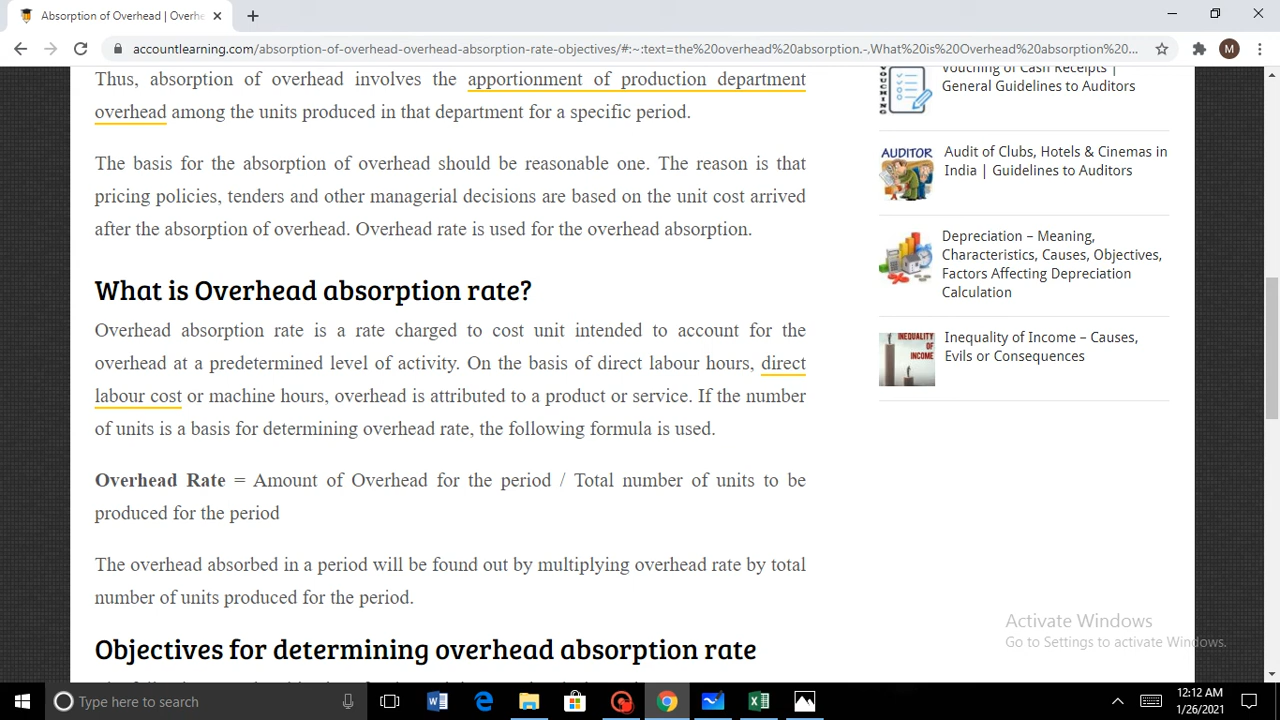 Absorption of Overhead | Overhe
accountlearning.com/absorption-of-overhead-overhead-absorption-rate-objectives/#:~:text=the%20overhead%20absorption.-,What%20is%20Overhead%20absorption%20...
M
Thus, absorption of overhead involves the apportionment of production department
overhead among the units produced in that department for a specific period.
The basis for the absorption of overhead should be reasonable one. The reason is that
pricing policies, tenders and other managerial decisions are based on the unit cost arrived
after the absorption of overhead. Overhead rate is used for the overhead absorption.
What is Overhead absorption rate?
Overhead absorption rate is a rate charged to cost unit intended to account for the
overhead at a predetermined level of activity. On the basis of direct labour hours, direct
labour cost or machine hours, overhead is attributed to a product or service. If the number
of units is a basis for determining overhead rate, the following formula is used.
Overhead Rate = Amount of Overhead for the period / Total number of units to be
produced for the period
The overhead absorbed in a period will be found out by multiplying overhead rate by total
number of units produced for the period.
Objectives for determining overhead absorption rate
VOUCHING
Vouching of Cash Receipts |
General Guidelines to Auditors
AUDITOR
Audit of Clubs, Hotels & Cinemas in
India | Guidelines to Auditors
Depreciation – Meaning,
Characteristics, Causes, Objectives,
Factors Affecting Depreciation
Calculation
INEQUALITY
OF
INCOME
Inequality of Income – Causes,
Evils or Consequences
Activate Windows
Go to Settings to activate Windows.
Type here to search
12:12 AM
1/26/2021